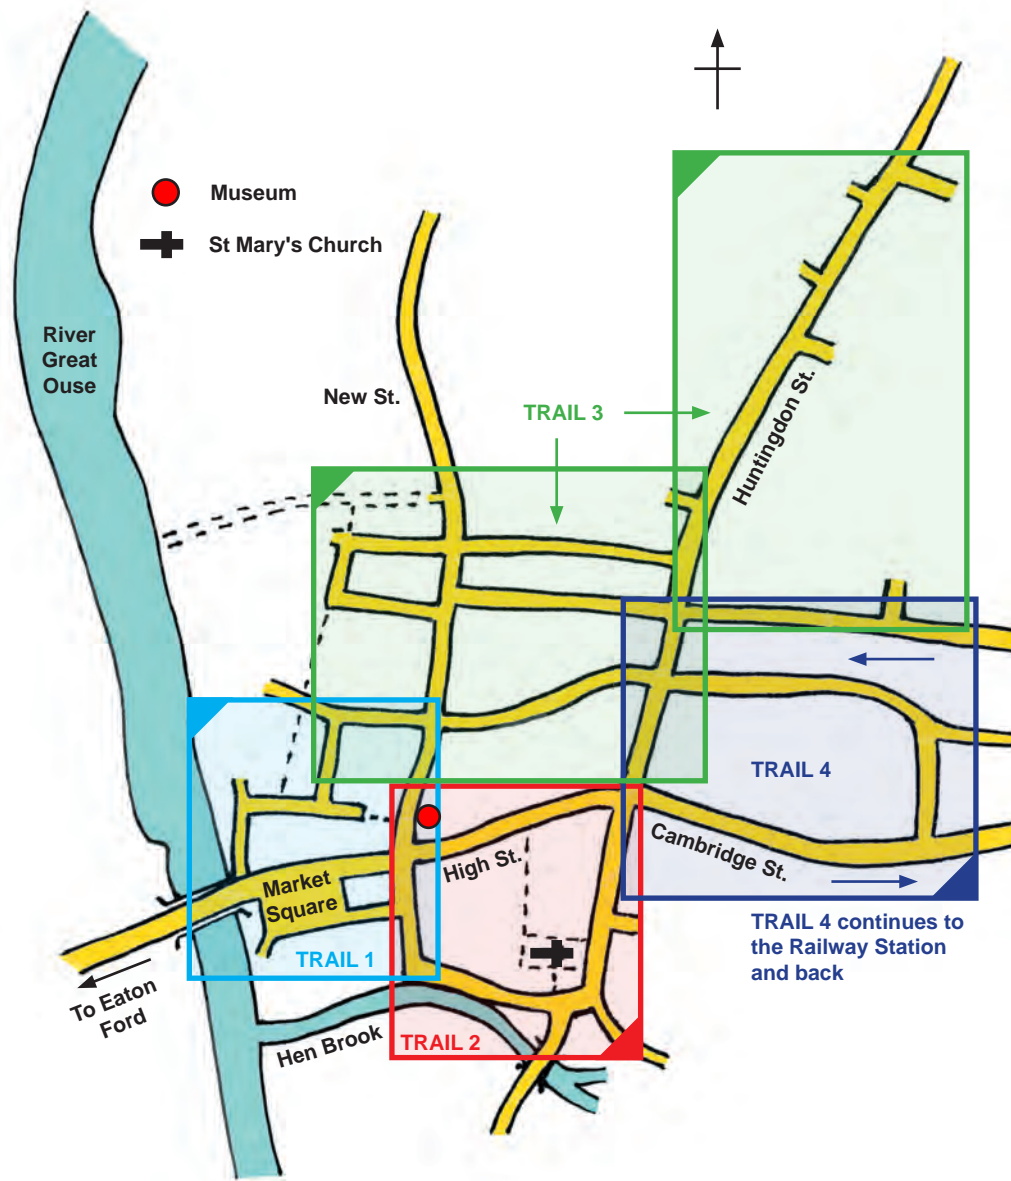 Museum
St Mary's Church
River
Great
Ouse
New St.
TRAIL 3
Huntingdon St.
TRAIL 4
Cambridge St.
High St.
Market
Square
TRAIL 1
TRAIL 4 continues to
the Railway Station
and back
To Eaton
Ford
Hen Brook
TRAIL 2